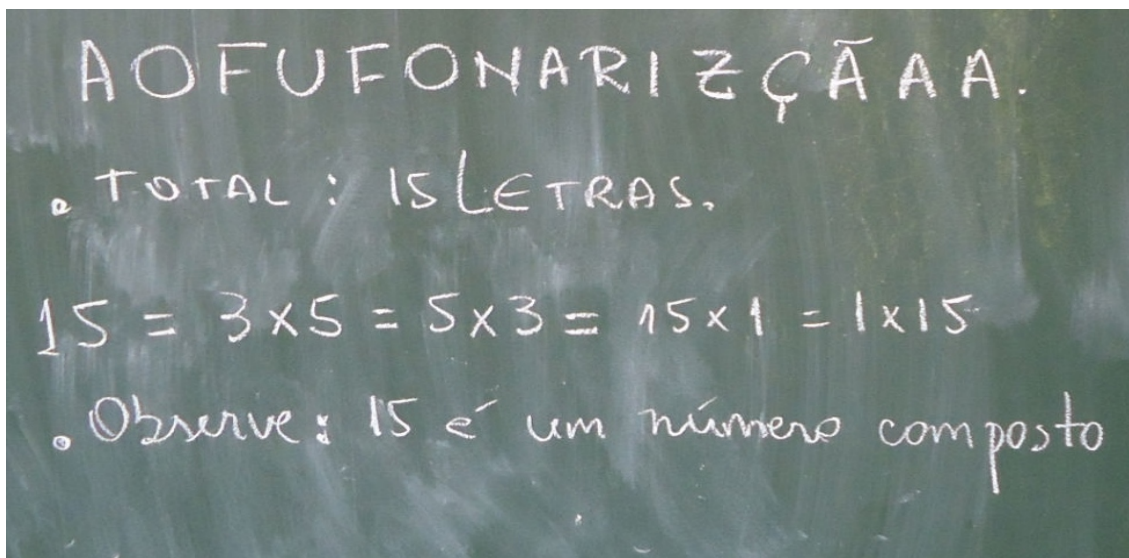 AOFUFONARIZÇÃAA.
. TOTAL : 15 LETRAS.
15 = 3x5 = 5x3 = 15x1 = 1x15
. Observe: 15 é um número composto